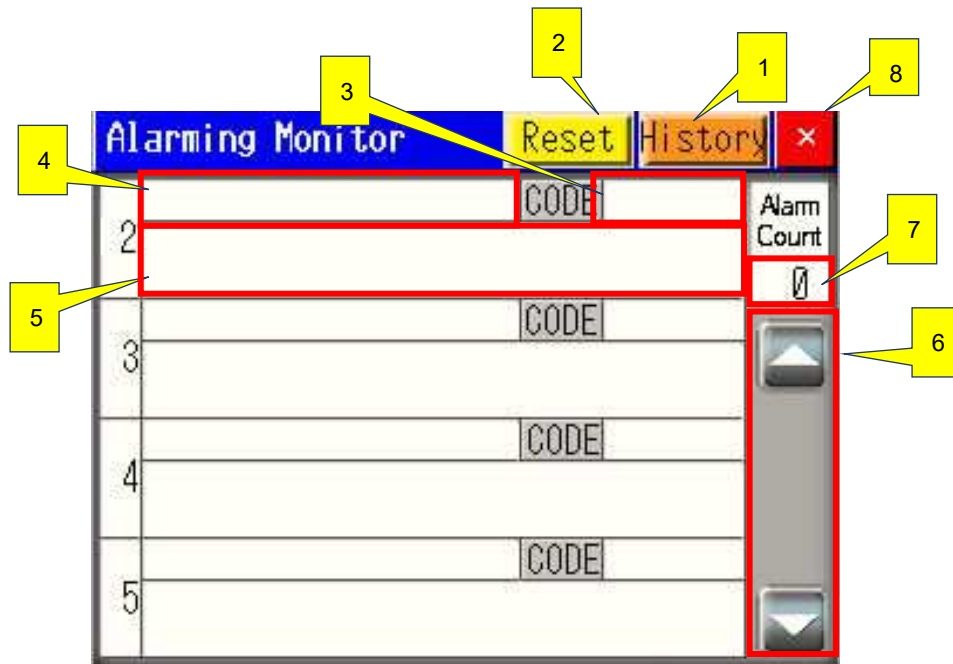 2
1
3
8
Alarming Monitor
Reset
History
×
4
CODE
Alarm
Count
2
7
0
5
CODE
3
6
CODE
4
CODE
5